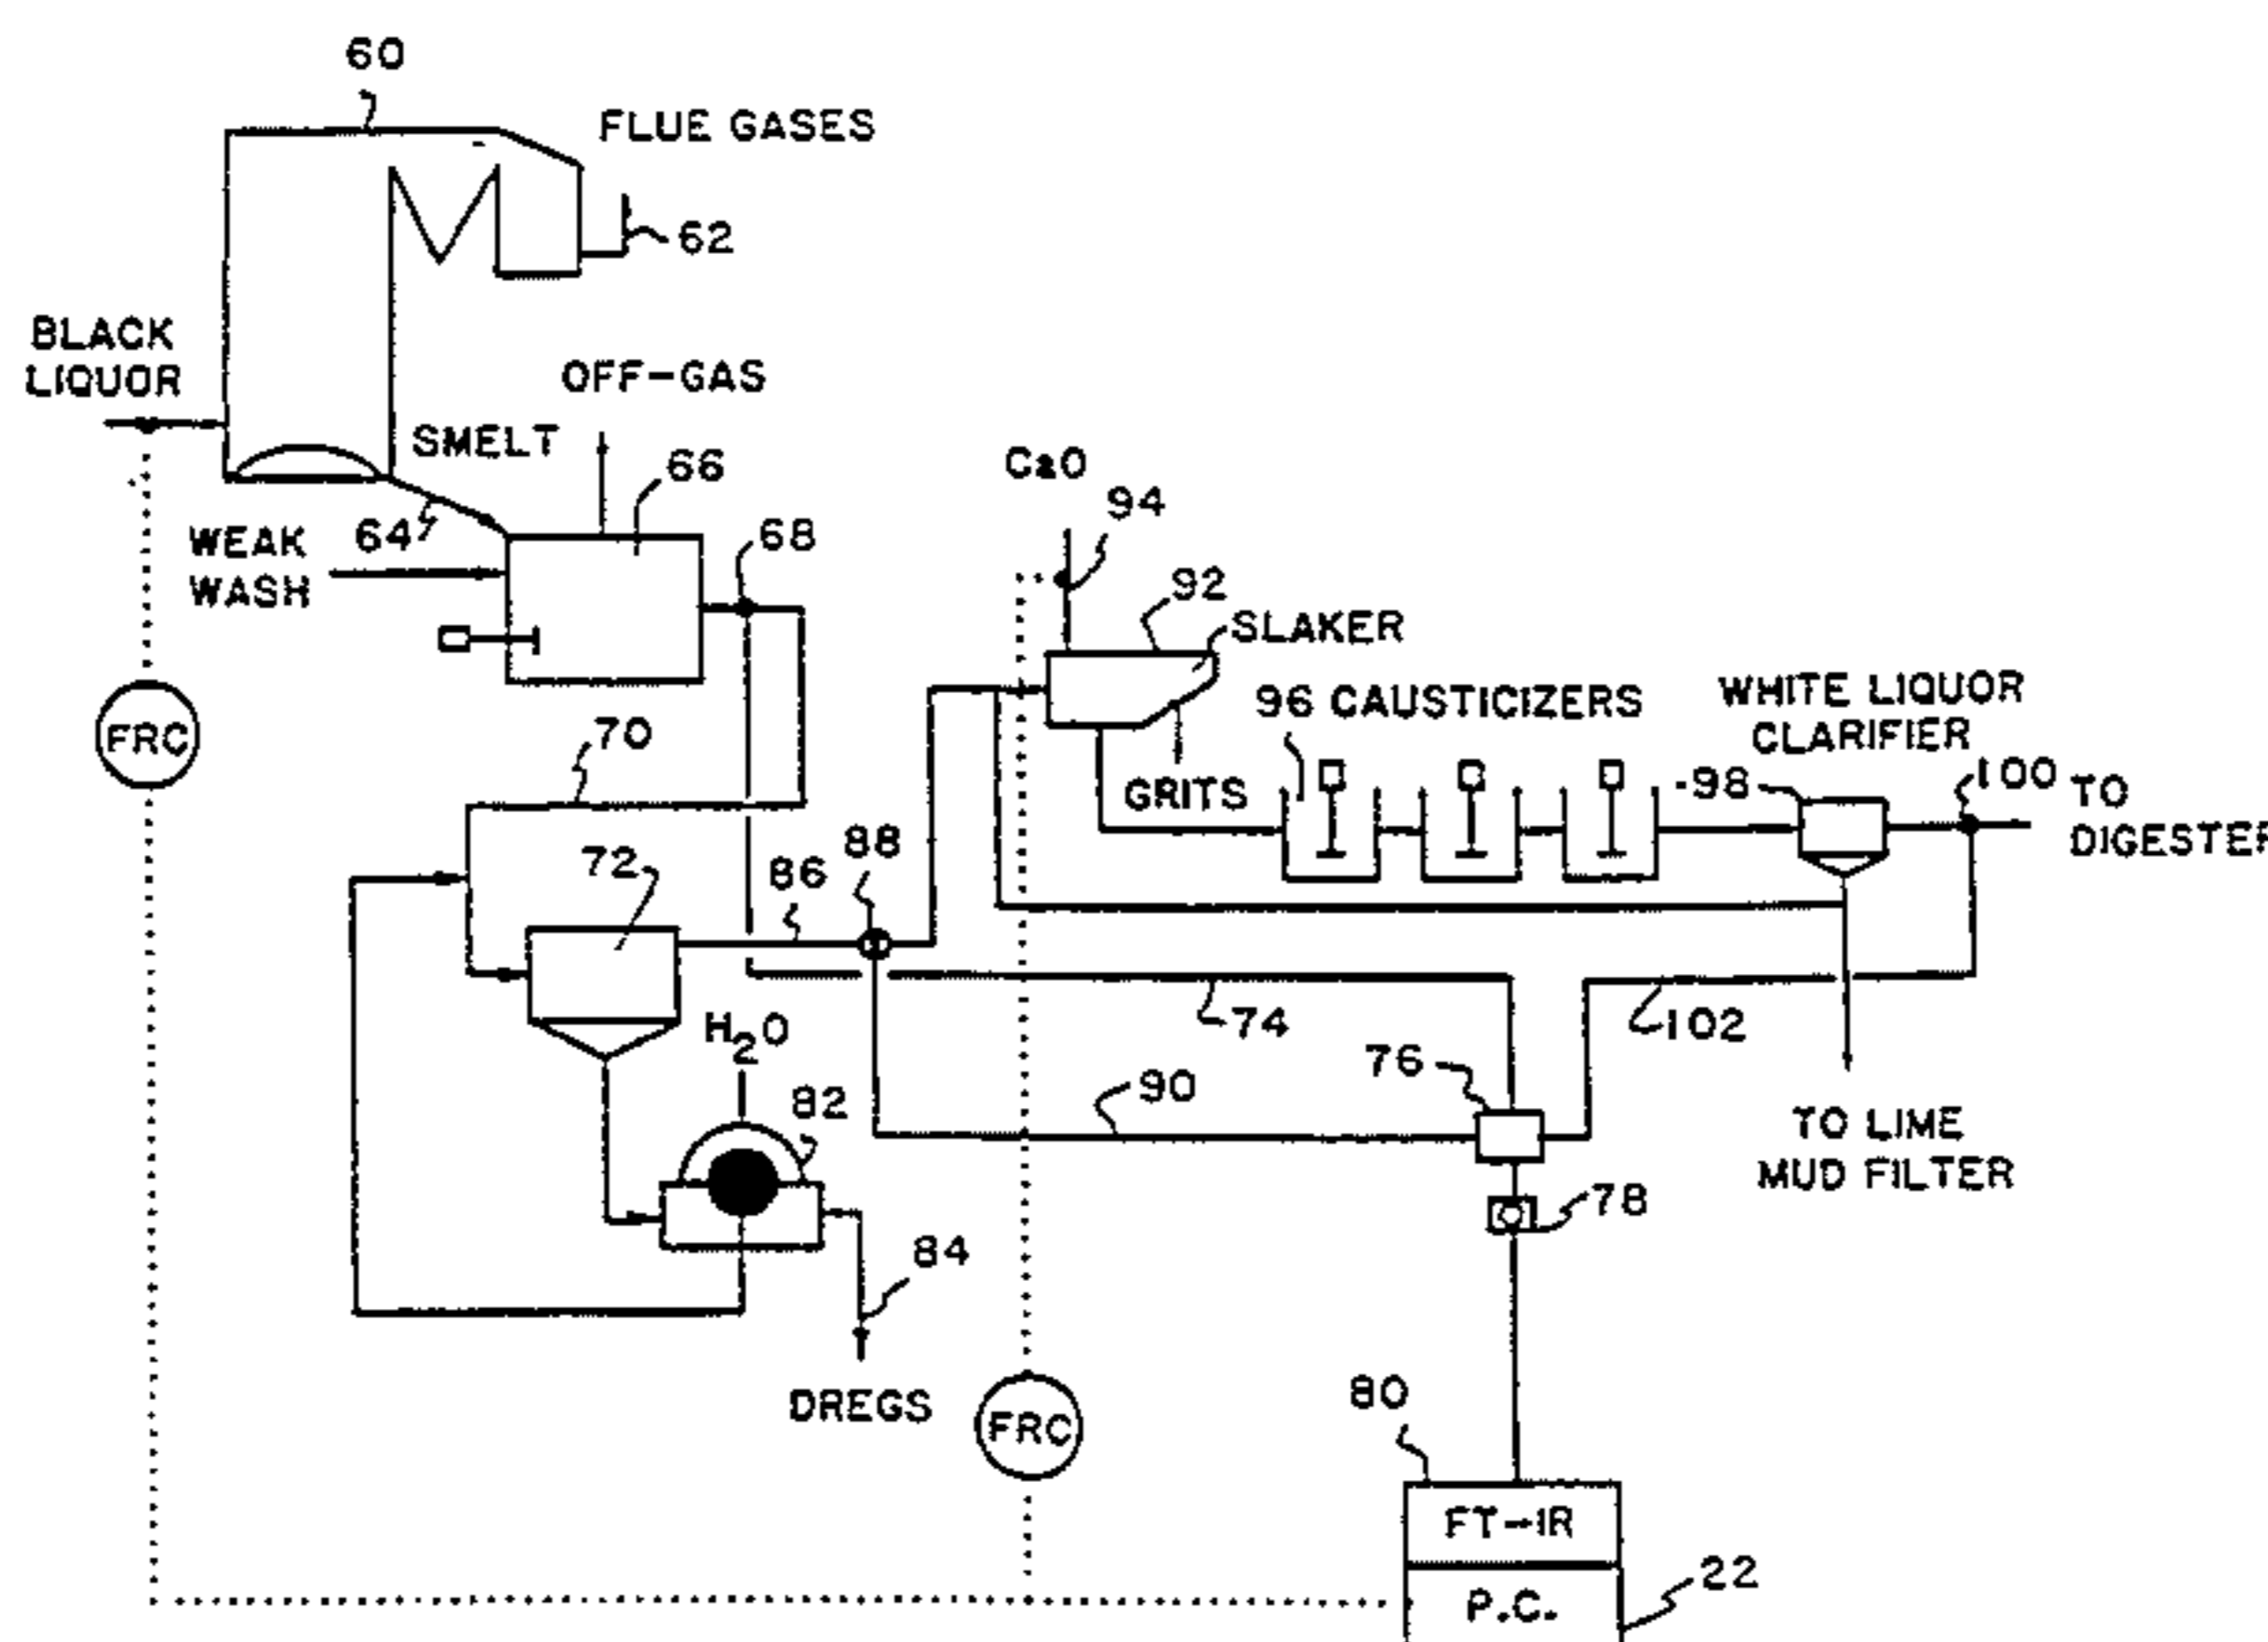 60
FLUE GASES
62
BLACK
LIQUOR
OFF-GAS
SMELT
66
CaO
94
64
68
WEAK
WASH
92
SLAKER
FRC
70
96 CAUSTICIZERS
WHITE LIQUOR
CLARIFIER
GRITS
98
100
TO
DIGESTER
72
86
88
H2O
74
102
76
82
90
TO LIME
MUD FILTER
78
84
DREGS
FRC
80
FT-IR
P.C.
22